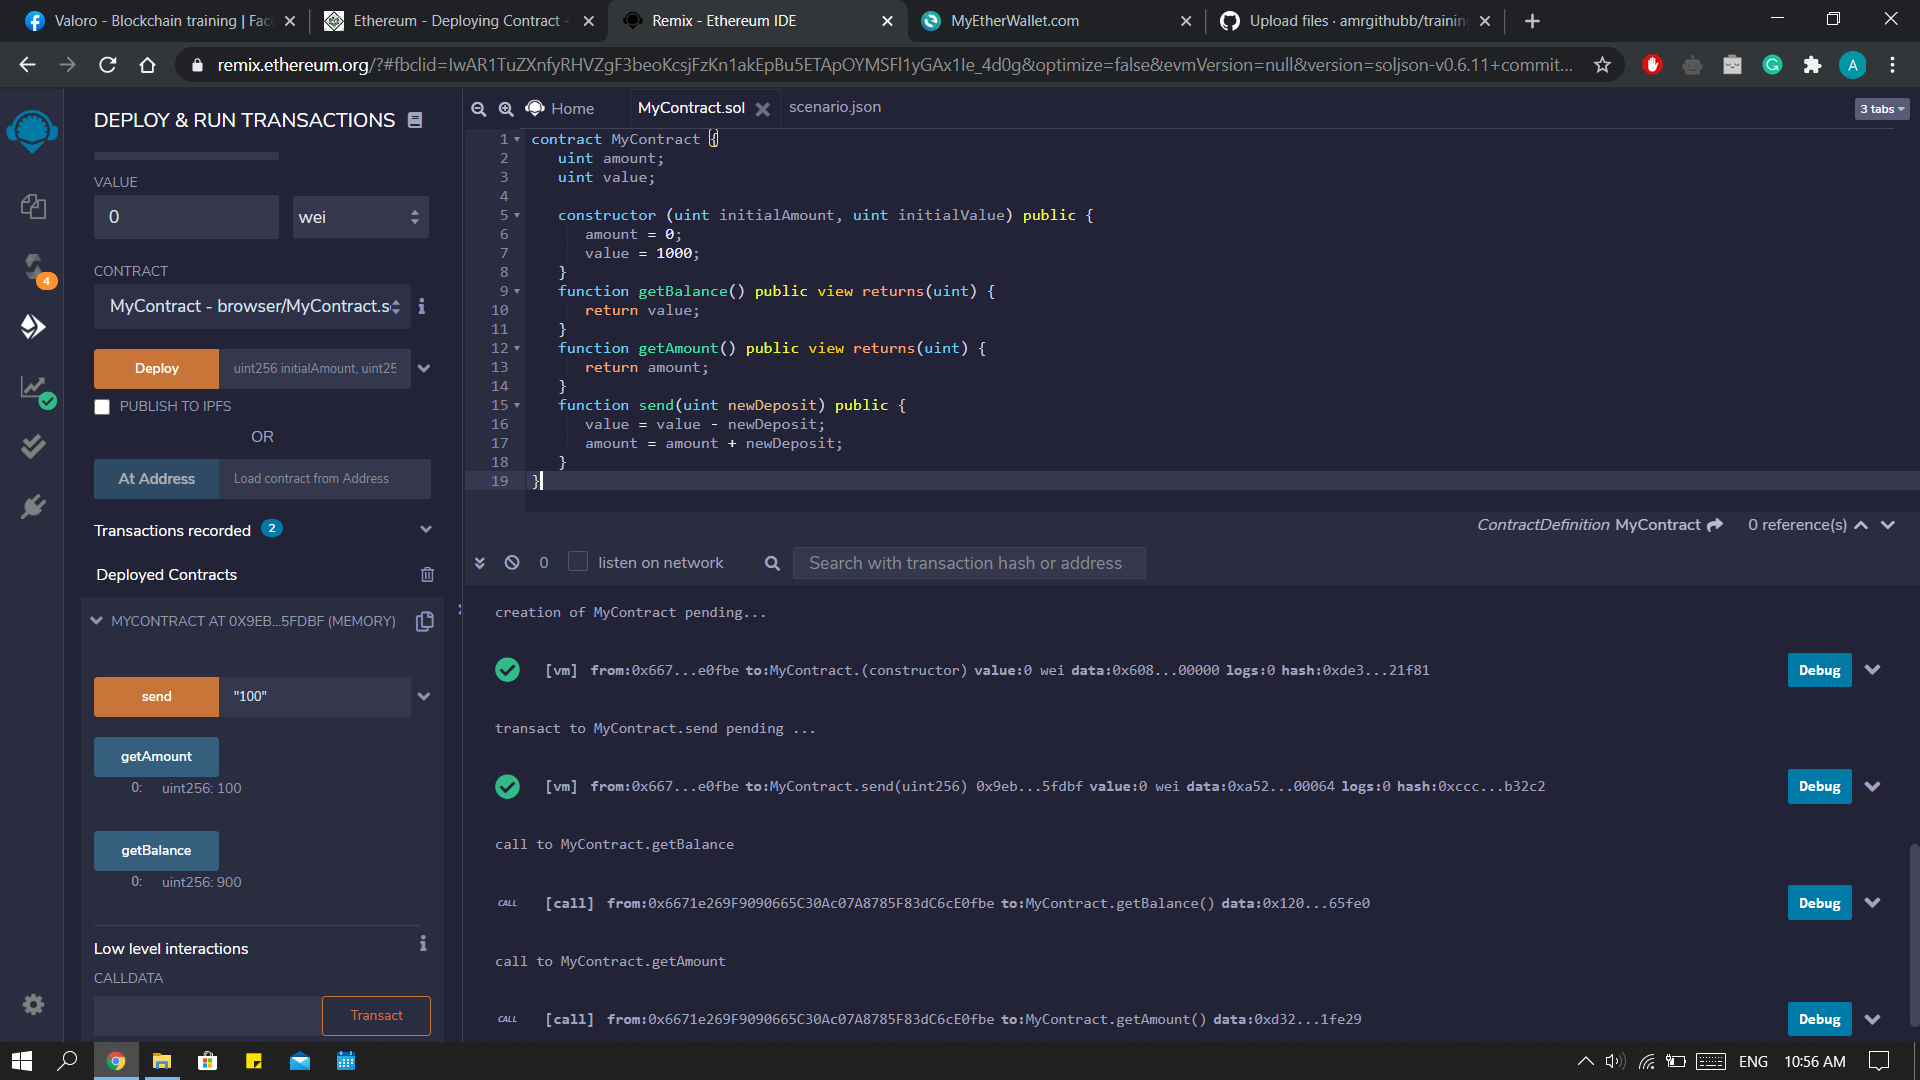 Valoro - Blockchain training | Fac
Ethereum - Deploying Contract -
Remix - Ethereum IDE
MyEtherWallet.com
Upload files · amrgithubb/trainin
remix.ethereum.org/?#fbclid=IwAR1TuZXnfyRHVZgF3beoKcsjFzKn1akEpBu5ETApOYMSFl1yGAx1Ie_4d0g&optimize=false&evmVersion=null&version=soljson-v0.6.11+commit...
A
DEPLOY & RUN TRANSACTIONS
VALUE
0
wei
CONTRACT
MyContract - browser/MyContract.s
4
Deploy
uint256 initialAmount, uint25
PUBLISH TO IPFS
OR
At Address
Load contract from Address
Transactions recorded 2
Deployed Contracts
MYCONTRACT AT 0X9EB...5FDBF (MEMORY)
send
"100"
getAmount
0: uint256: 100
getBalance
0: uint256: 900
Low level interactions
CALLDATA
Transact
Home
MyContract.sol
scenario.json
3 tabs
1 contract MyContract {
2 uint amount;
3 uint value;
4
5 constructor (uint initialAmount, uint initialValue) public {
6 amount = 0;
7 value = 1000;
8 }
9 function getBalance() public view returns(uint) {
10 return value;
11 }
12 function getAmount() public view returns(uint) {
13 return amount;
14 }
15 function send(uint newDeposit) public {
16 value = value - newDeposit;
17 amount = amount + newDeposit;
18 }
19 }
ContractDefinition MyContract 0 reference(s)
0 listen on network
Search with transaction hash or address
creation of MyContract pending...
[vm] from:0x667...e0fbe to:MyContract.(constructor) value:0 wei data:0x608...00000 logs:0 hash:0xde3...21f81
Debug
transact to MyContract.send pending ...
[vm] from:0x667...e0fbe to:MyContract.send(uint256) 0x9eb...5fdbf value:0 wei data:0xa52...00064 logs:0 hash:0xccc...b32c2
Debug
call to MyContract.getBalance
CALL [call] from:0x6671e269F9090665C30Ac07A8785F83dC6cE0fbe to:MyContract.getBalance() data:0x120...65fe0
Debug
call to MyContract.getAmount
CALL [call] from:0x6671e269F9090665C30Ac07A8785F83dC6cE0fbe to:MyContract.getAmount() data:0xd32...1fe29
Debug
ENG
10:56 AM